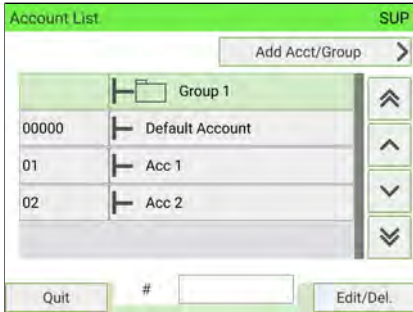 Account List SUP
Add Acct/Group
Group 1
00000 Default Account
01 Acc 1
02 Acc 2
Quit # Edit/Del.